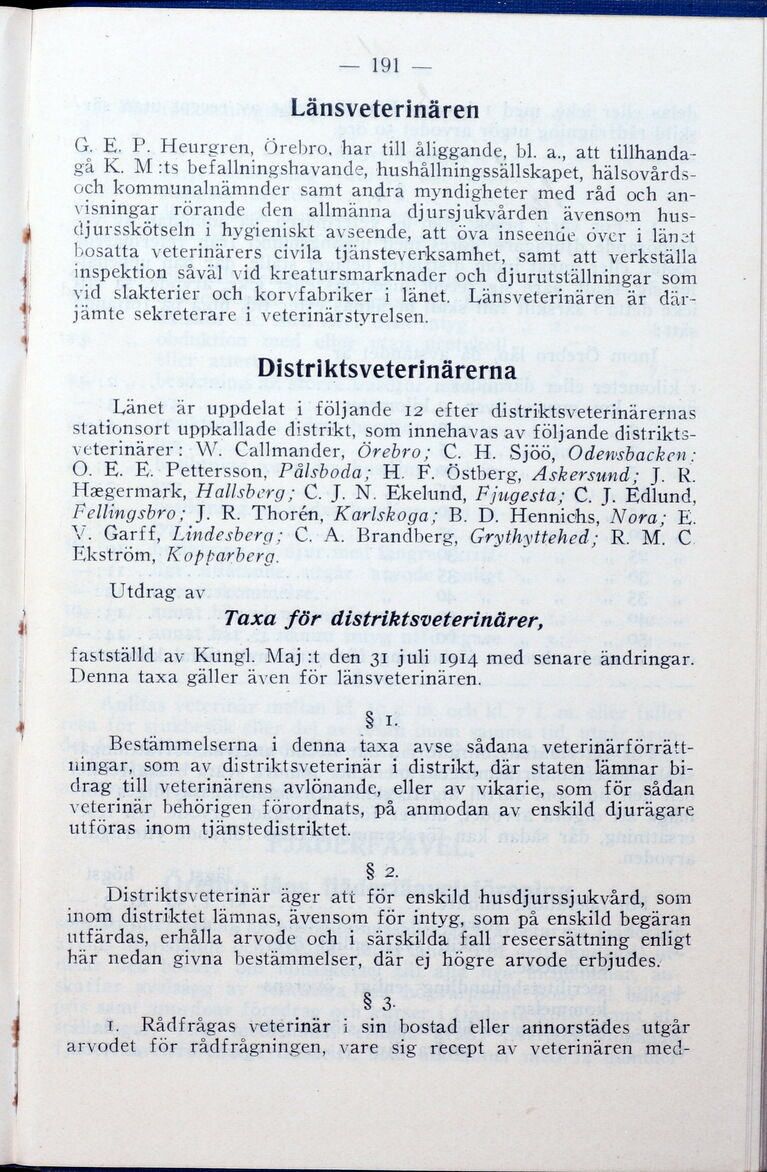 — 191 —
Länsveterinären
G. E. P. Heurgren, Örebro, har till åliggande, bl. a., att tillhanda-
gå K. M:ts befallningshavande, hushållningssällskapet, hälsovårds-
och kommunalnämnder samt andra myndigheter med råd och an-
visningar rörande den allmänna djursjukvården ävensom hus-
djursskötseln i hygieniskt avseende, att öva inseende över i länet
bosatta veterinärers civila tjänsteverksamhet, samt att verkställa
inspektion såväl vid kreatursmarknader och djurutställningar som
vid slakterier och korvfabriker i länet. Länsveterinären är där-
jämte sekreterare i veterinärstyrelsen.
Distriktsveterinärerna
Länet är uppdelat i följande 12 efter distriktsveterinärernas
stationsort uppkallade distrikt, som innehavas av följande distrikts-
veterinärer: W. Callmander, Örebro; C. H. Sjöö, Odensbacken;
O. E. E. Pettersson, Pålsboda; H. F. Östberg, Askersund; J. R.
Hægermark, Hallsberg; C. J. N. Ekelund, Fjugesta; C. J. Edlund,
Fellingsbro; J. R. Thorén, Karlskoga; B. D. Hennichs, Nora; E.
V. Garff, Lindesberg; C. A. Brandberg, Grythyttehed; R. M. C
Ekström, Kopparberg.
Utdrag av
Taxa för distriktsveterinärer,
fastställd av Kungl. Maj:t den 31 juli 1914 med senare ändringar.
Denna taxa gäller även för länsveterinären.
§ 1.
Bestämmelserna i denna taxa avse sådana veterinärförrätt-
ningar, som av distriktsveterinär i distrikt, där staten lämnar bi-
drag till veterinärens avlönande, eller av vikarie, som för sådan
veterinär behörigen förordnats, på anmodan av enskild djurägare
utföras inom tjänstedistriktet.
§ 2.
Distriktsveterinär äger att för enskild husdjurssjukvård, som
inom distriktet lämnas, ävensom för intyg, som på enskild begäran
utfärdas, erhålla arvode och i särskilda fall reseersättning enligt
här nedan givna bestämmelser, där ej högre arvode erbjudes.
§ 3.
1. Rådfrågas veterinär i sin bostad eller annorstädes utgår
arvodet för rådfrågningen, vare sig recept av veterinären med-